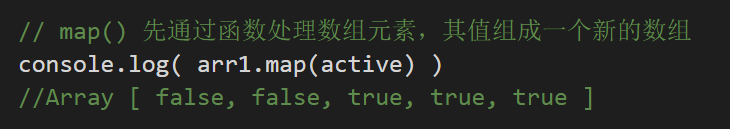 // map() 先通过函数处理数组元素，其值组成一个新的数组
console.log( arr1.map(active) )
//Array [ false, false, true, true, true ]